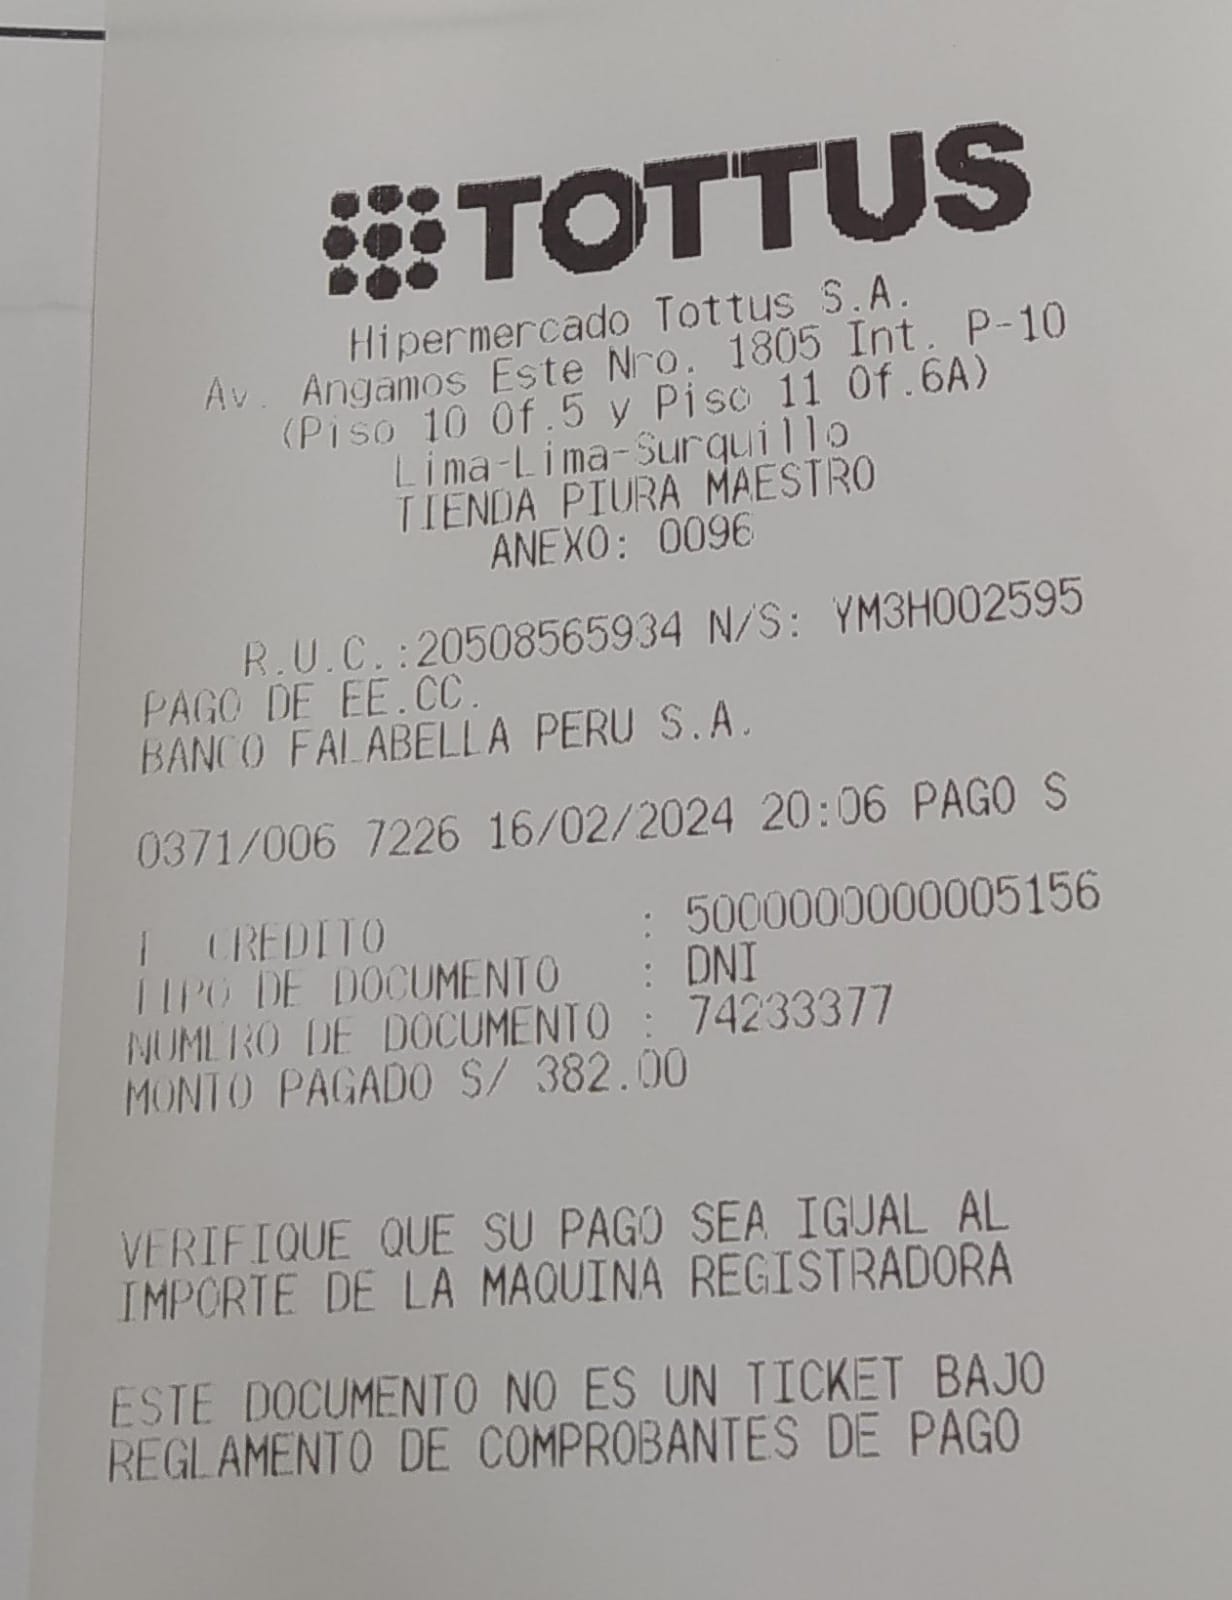 TOTTUS
Hipermercado Tottus S.A.
Av. Angamos Este Nro. 1805 Int. P-10
(Piso 10 Of.5 y Piso 11 Of.6A)
Lima-Lima-Surquillo
TIENDA PIURA MAESTRO
ANEXO: 0096
R.U.C.:20508565934 N/S: YM3H002595
PAGO DE EE.CC.
BANCO FALABELLA PERU S.A.
0371/006 7226 16/02/2024 20:06 PAGO S
T CREDITO : 5000000000005156
TIPO DE DOCUMENTO : DNI
NUMERO DE DOCUMENTO : 74233377
MONTO PAGADO S/ 382.00
VERIFIQUE QUE SU PAGO SEA IGUAL AL
IMPORTE DE LA MAQUINA REGISTRADORA
ESTE DOCUMENTO NO ES UN TICKET BAJO
REGLAMENTO DE COMPROBANTES DE PAGO